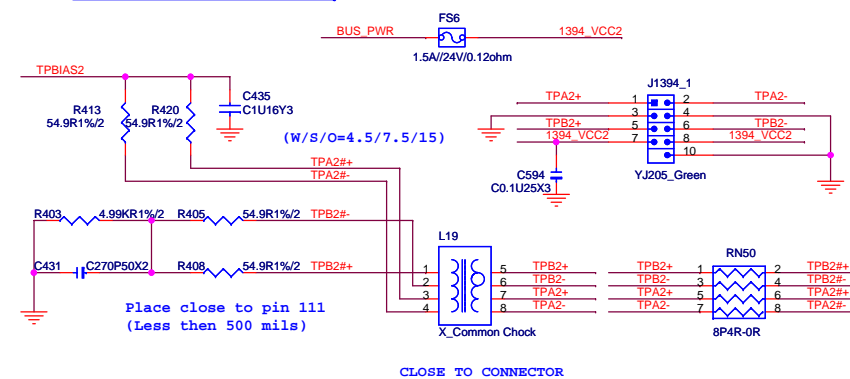 FS6
BUS_PWR
1394_VCC2
1.5A//24V/0.12ohm
TPBIAS2
R413
54.9R1%/2
R420
54.9R1%/2
C435
C1U16Y3
(W/S/O=4.5/7.5/15)
TPA2#+
TPA2#-
J1394_1
TPA2+
1
2
TPA2-
3
4
TPB2+
5
6
TPB2-
1394_VCC2
7
8
1394_VCC2
10
YJ205_Green
C594
C0.1U25X3
R403
4.99KR1%/2
R405
54.9R1%/2
TPB2#-
C431
C270P50X2
R408
54.9R1%/2
TPB2#+
Place close to pin 111
(Less then 500 mils)
L19
1
5
TPB2+
2
6
TPB2-
3
7
TPA2+
4
8
TPA2-
X_Common Chock
RN50
TPB2+
1
2
TPB2#+
TPB2-
3
4
TPB2#-
TPA2+
5
6
TPA2#+
TPA2-
7
8
TPA2#-
8P4R-0R
CLOSE TO CONNECTOR